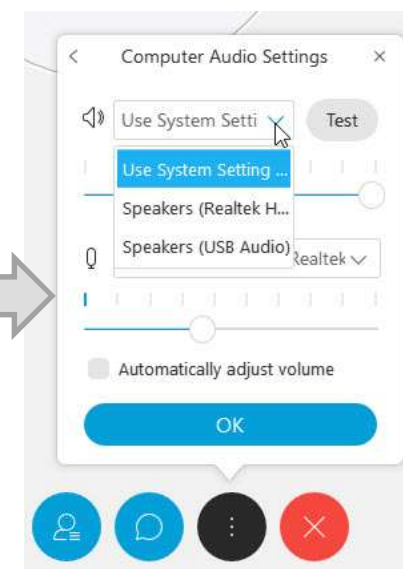 Computer Audio Settings
Use System Setti
Test
Use System Setting ...
Speakers (Realtek H...
Speakers (USB Audio)
Realtek
Automatically adjust volume
OK